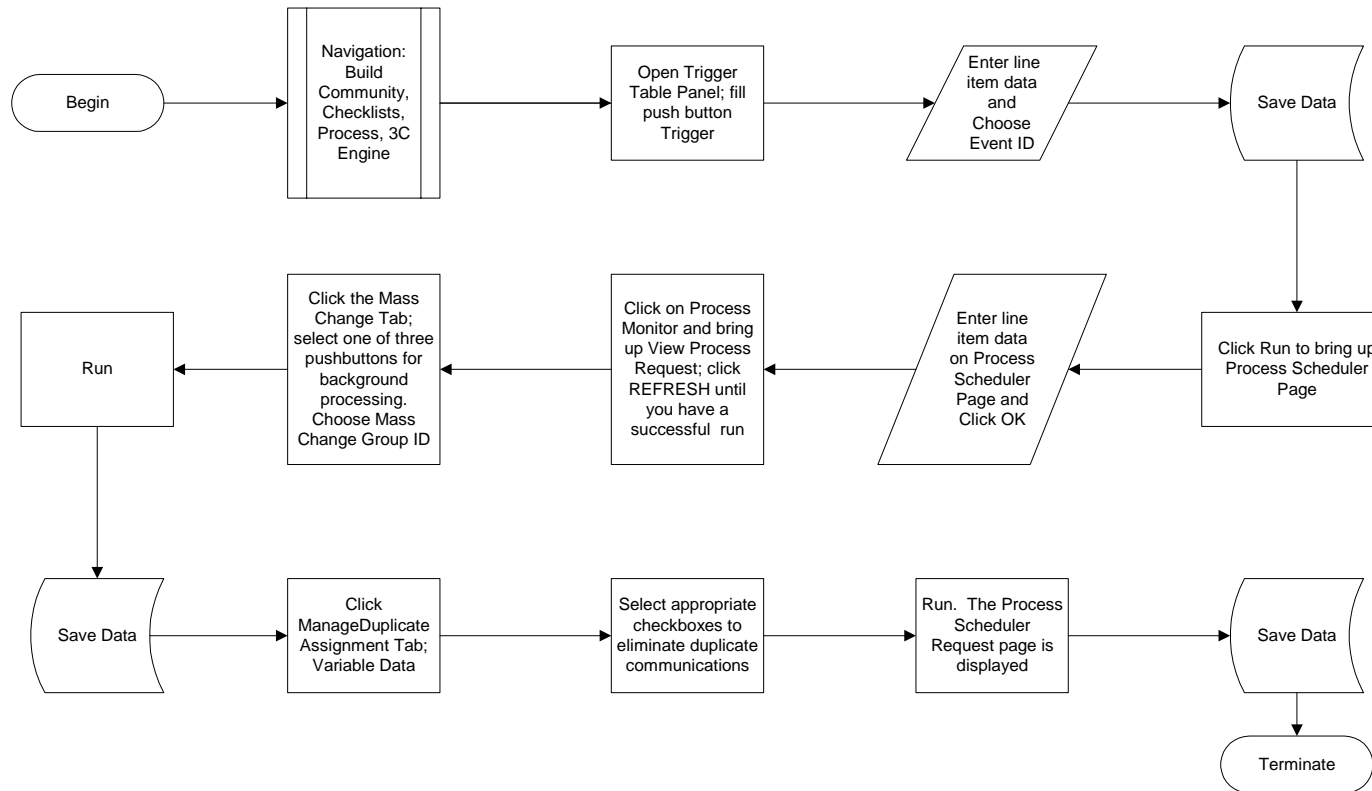 Begin
Navigation:
Build
Community,
Checklists,
Process, 3C
Engine
Open Trigger
Table Panel; fill
push button
Trigger
Enter line
item data
and
Choose
Event ID
Save Data
Click Run to bring up
Process Scheduler
Page
Enter line
item data
on Process
Scheduler
Page and
Click OK
Click on Process
Monitor and bring
up View Process
Request; click
REFRESH until
you have a
successful run
Click the Mass
Change Tab;
select one of three
pushbuttons for
background
processing.
Choose Mass
Change Group ID
Run
Save Data
Click
ManageDuplicate
Assignment Tab;
Variable Data
Select appropriate
checkboxes to
eliminate duplicate
communications
Run. The Process
Scheduler
Request page is
displayed
Save Data
Terminate